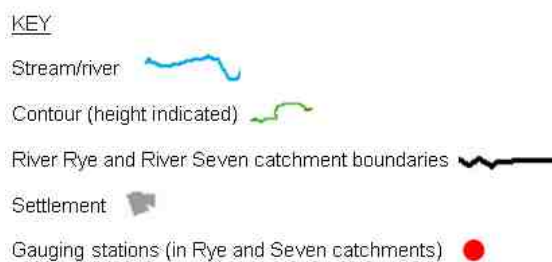 KEY
Stream/river
Contour (height indicated)
River Rye and River Seven catchment boundaries
Settlement
Gauging stations (in Rye and Seven catchments)